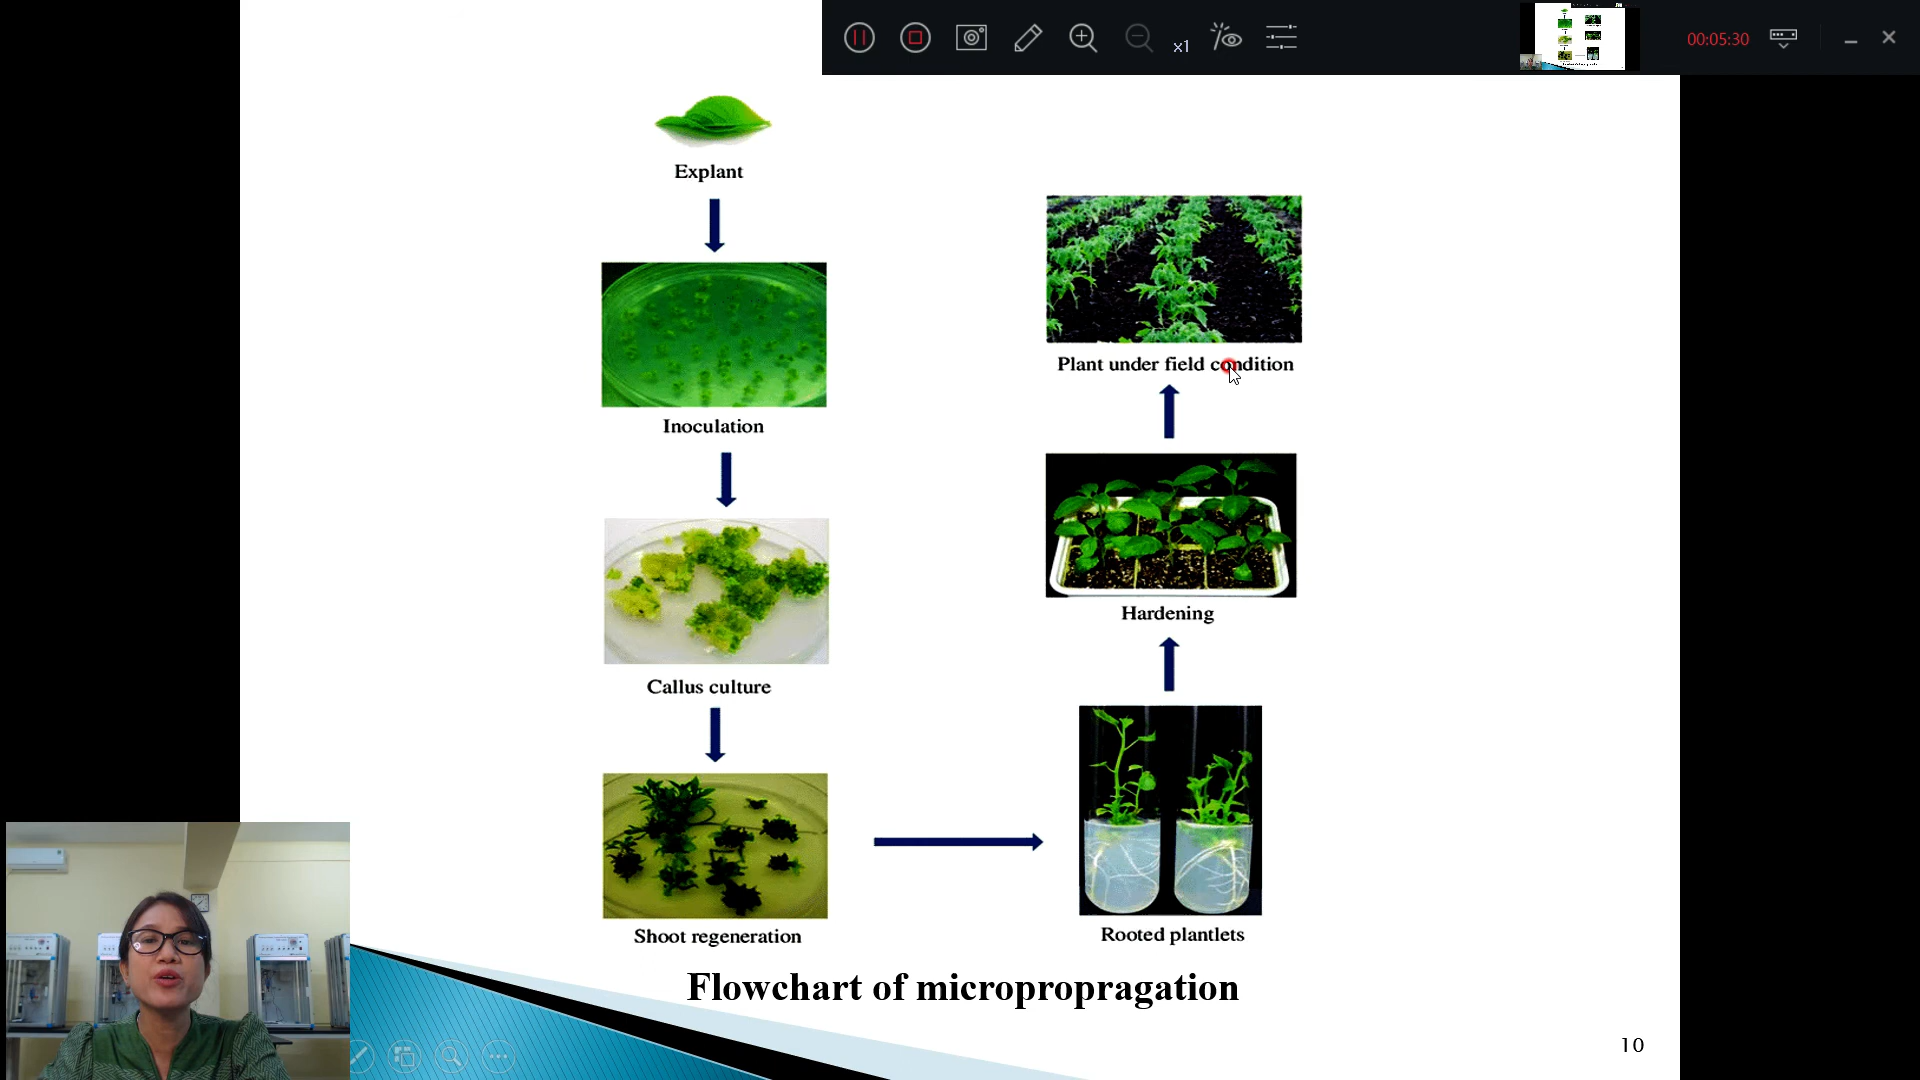 x1
00:05:30
Explant
Inoculation
Callus culture
Shoot regeneration
Plant under field condition
Hardening
Rooted plantlets
Flowchart of micropropragation
10